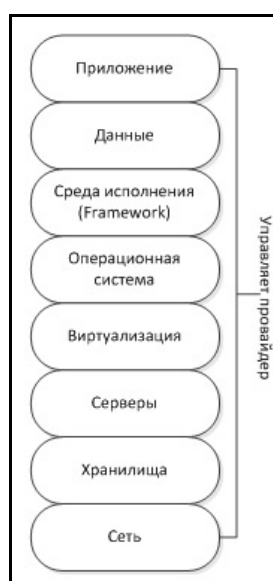 Приложение
Данные
Среда исполнения
(Framework)
Операционная
система
Виртуализация
Серверы
Хранилища
Сеть
Управляет провайдер